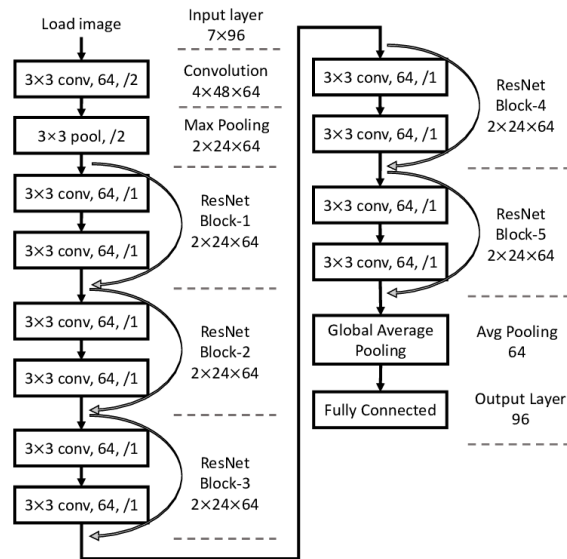 Load image
Input layer
7×96
3×3 conv, 64, /2
Convolution
4×48×64
3×3 pool, /2
Max Pooling
2×24×64
3×3 conv, 64, /1
3×3 conv, 64, /1
ResNet
Block-1
2×24×64
3×3 conv, 64, /1
3×3 conv, 64, /1
ResNet
Block-2
2×24×64
3×3 conv, 64, /1
3×3 conv, 64, /1
ResNet
Block-3
2×24×64
3×3 conv, 64, /1
3×3 conv, 64, /1
ResNet
Block-4
2×24×64
3×3 conv, 64, /1
3×3 conv, 64, /1
ResNet
Block-5
2×24×64
Global Average
Pooling
Avg Pooling
64
Fully Connected
Output Layer
96